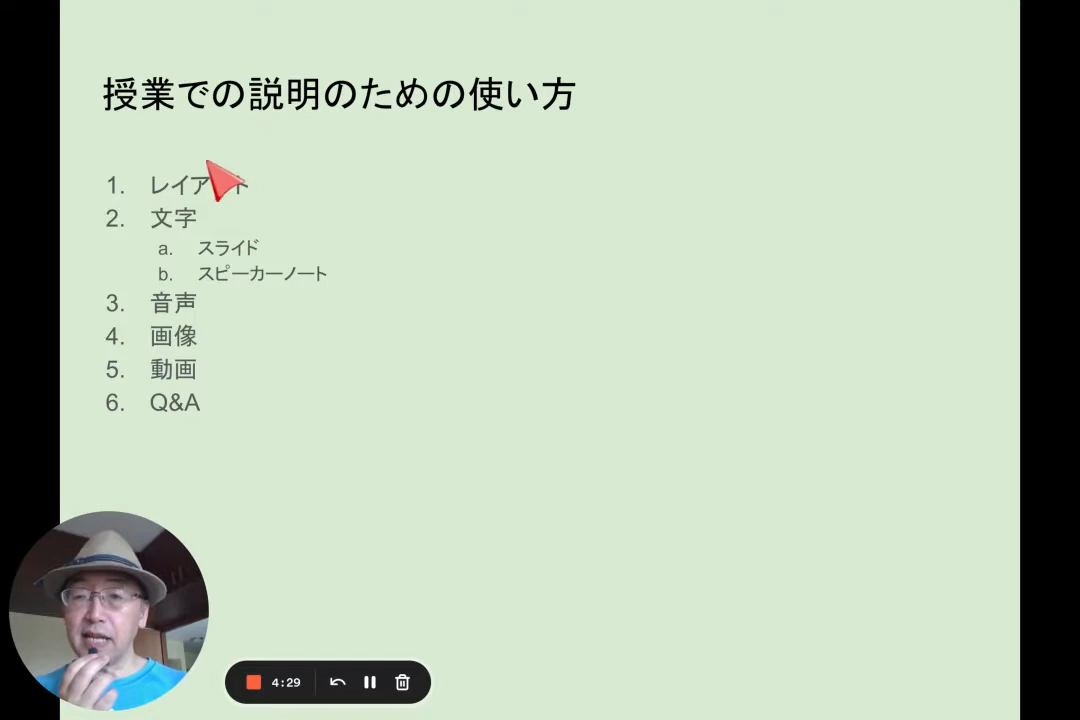 授業での説明のための使い方
1. レイアウト
2. 文字
a. スライド
b. スピーカーノート
3. 音声
4. 画像
5. 動画
6. Q&A
4:29